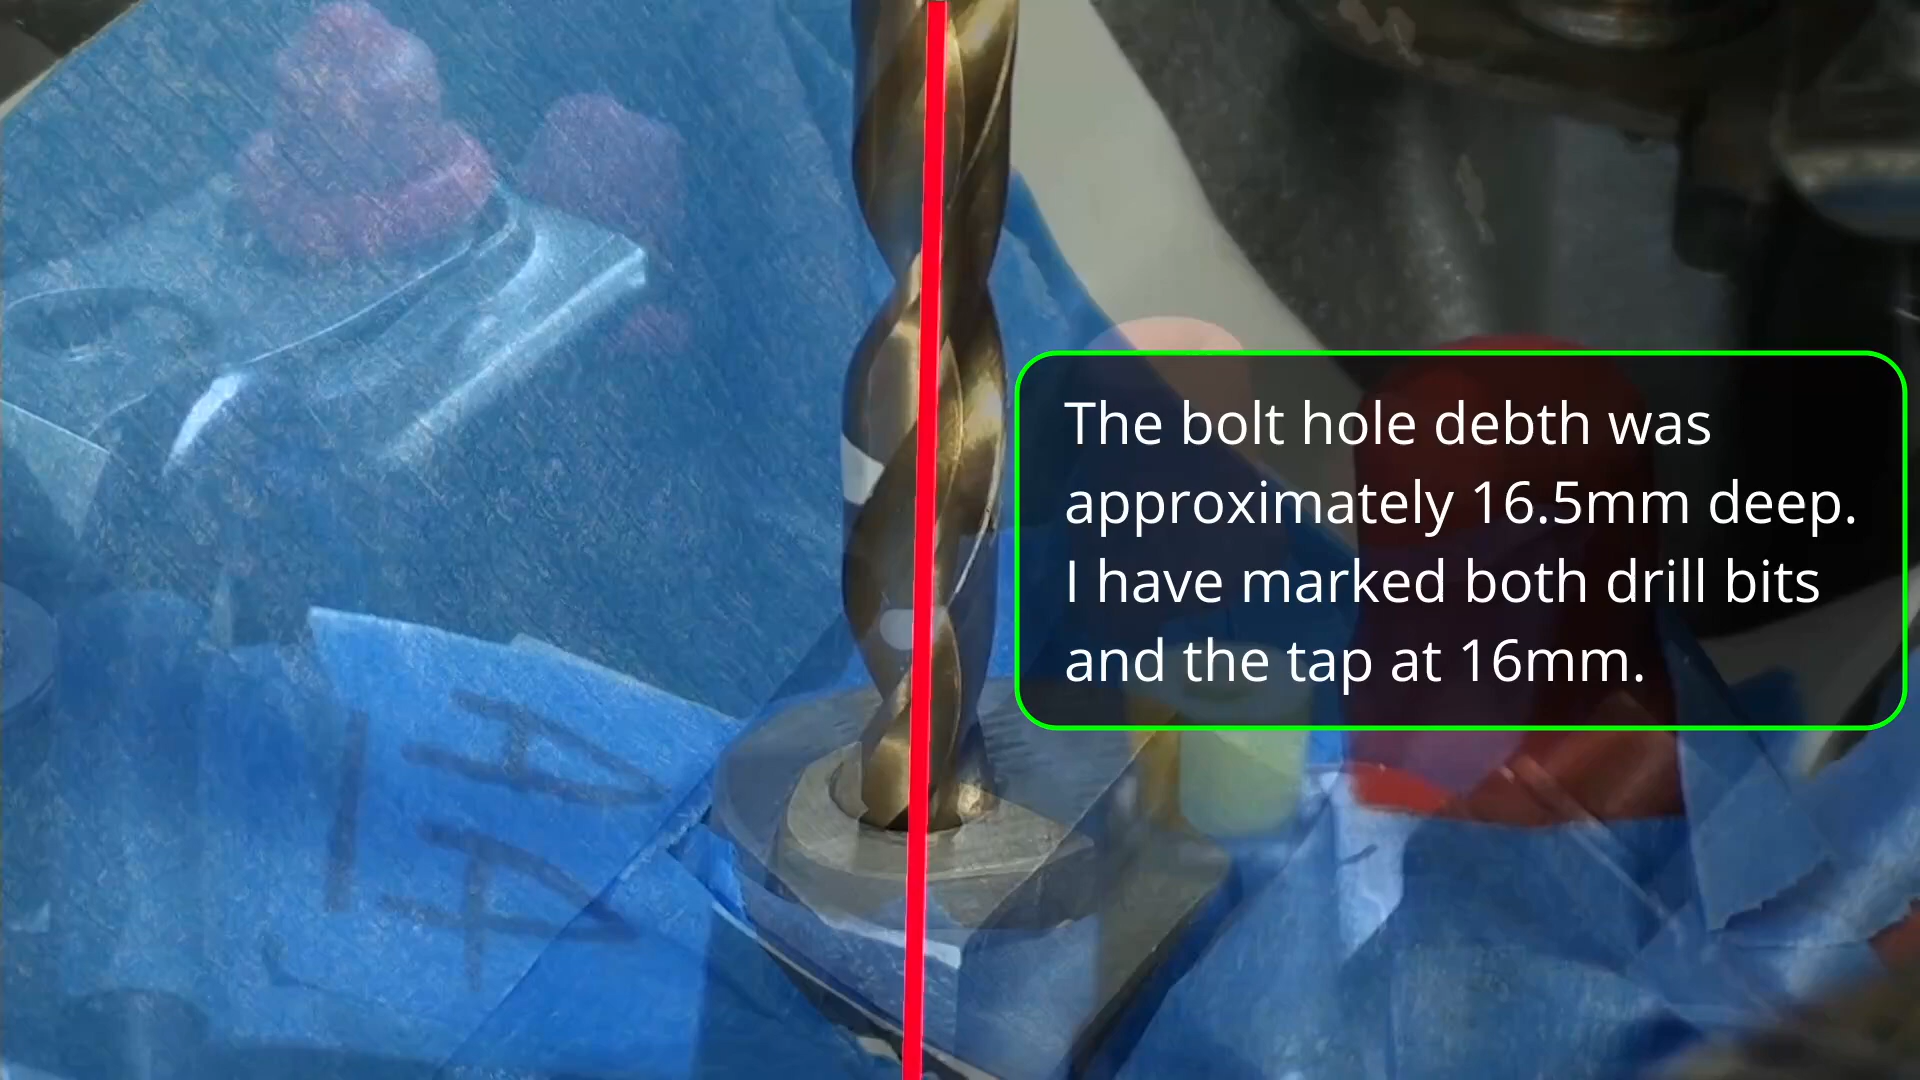 The bolt hole debth was
approximately 16.5mm deep.
I have marked both drill bits
and the tap at 16mm.